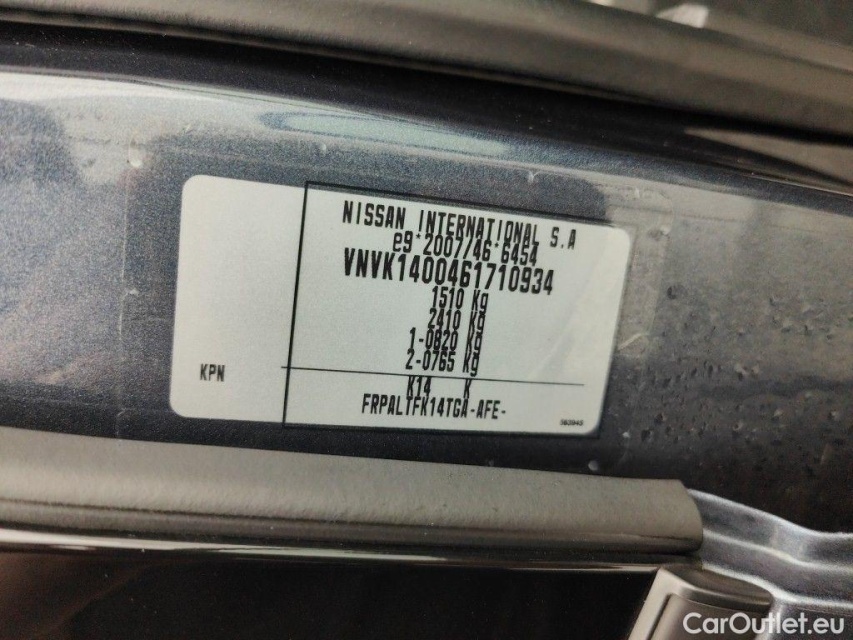 NISSAN INTERNATIONAL S.A
e9*2007/46*6454
VNVK1400461710934
1510 Kg
2410 Kg
1-0820 Kg
2-0765 Kg
KPN
K14 K
FRPALTFK14TGA-AFE-
CarOutlet.eu